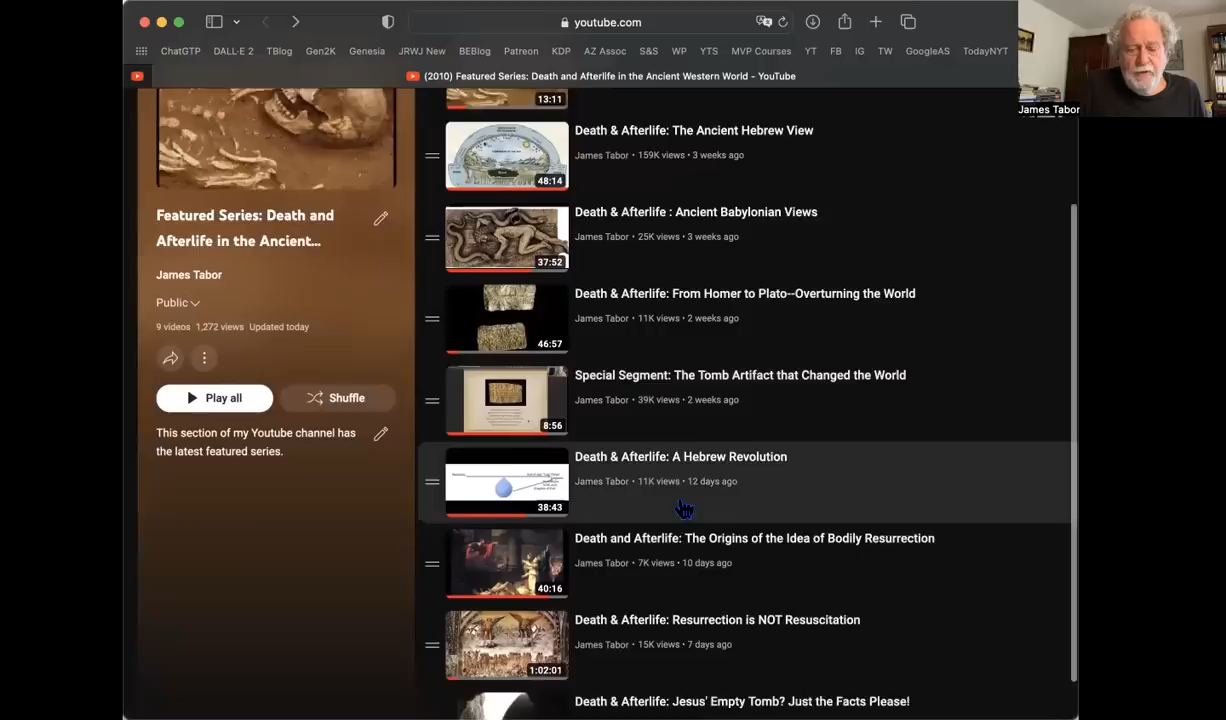 youtube.com
ChatGTP DALL·E 2 TBlog Gen2K Genesia JRWJ New BEBlog Patreon KDP AZ Assoc S&S WP YTS MVP Courses YT FB IG TW GoogleAS TodayNYT
(2010) Featured Series: Death and Afterlife in the Ancient Western World - YouTube
James Tabor
Featured Series: Death and
Afterlife in the Ancient...
James Tabor
Public
9 videos 1,272 views Updated today
Play all
Shuffle
This section of my Youtube channel has
the latest featured series.
13:11
Death & Afterlife: The Ancient Hebrew View
James Tabor • 159K views • 3 weeks ago
48:14
Death & Afterlife : Ancient Babylonian Views
James Tabor • 25K views • 3 weeks ago
37:52
Death & Afterlife: From Homer to Plato--Overturning the World
James Tabor • 11K views • 2 weeks ago
46:57
Special Segment: The Tomb Artifact that Changed the World
James Tabor • 39K views • 2 weeks ago
8:56
Death & Afterlife: A Hebrew Revolution
James Tabor • 11K views • 12 days ago
38:43
Death and Afterlife: The Origins of the Idea of Bodily Resurrection
James Tabor • 7K views • 10 days ago
40:16
Death & Afterlife: Resurrection is NOT Resuscitation
James Tabor • 15K views • 7 days ago
1:02:01
Death & Afterlife: Jesus' Empty Tomb? Just the Facts Please!